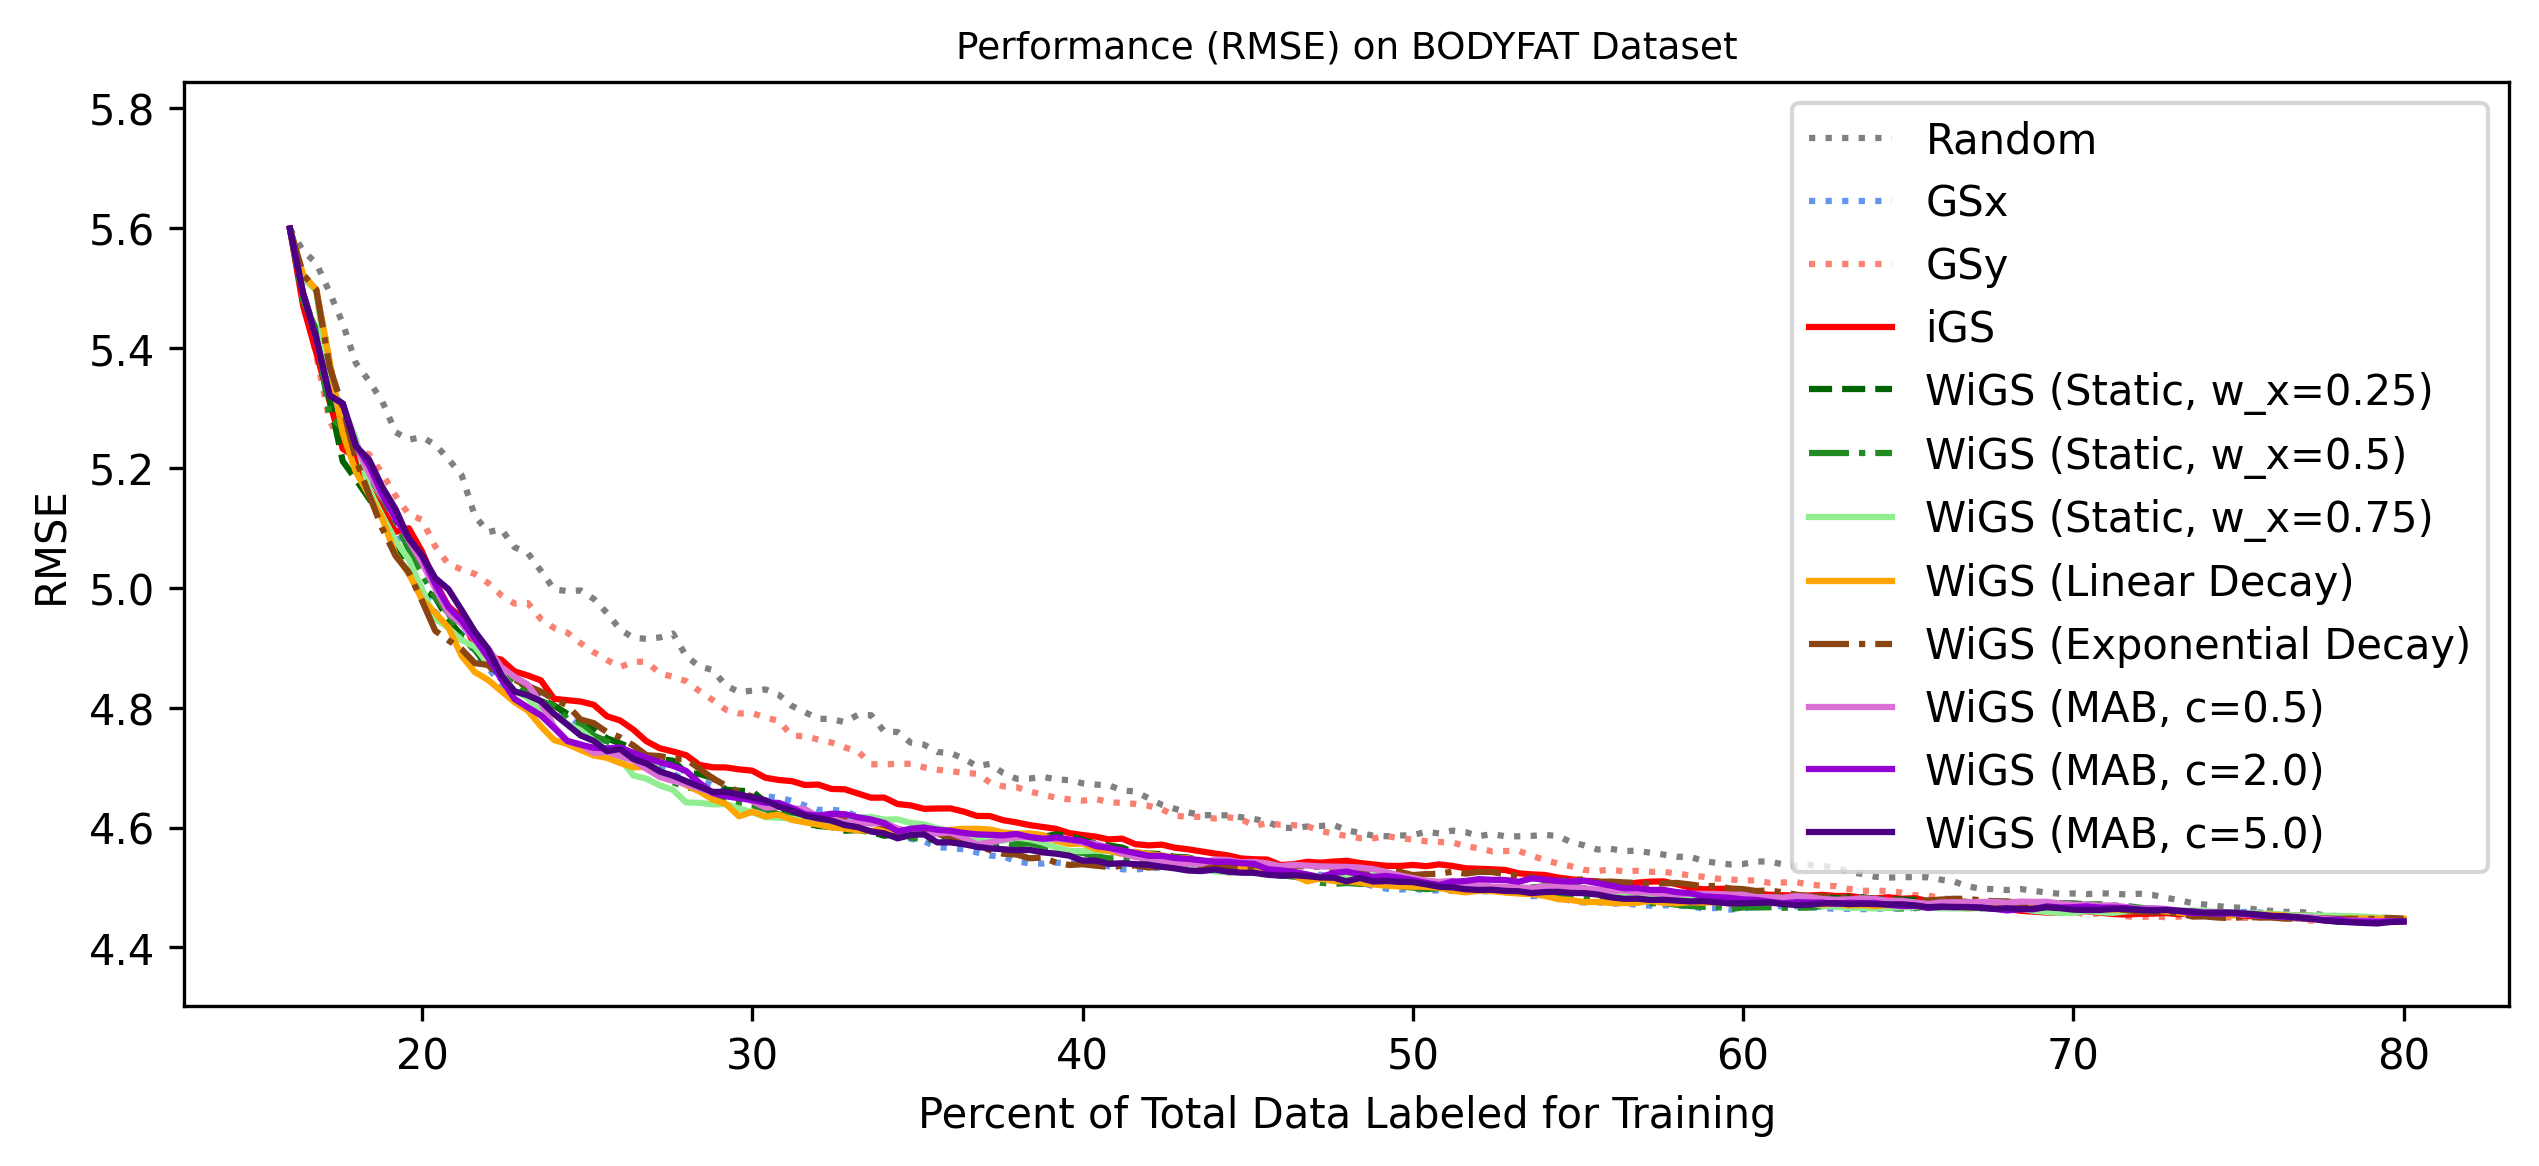 Performance (RMSE) on BODYFAT Dataset
5.8
5.6
5.4
5.2
5.0
4.8
4.6
4.4
RMSE
Random
GSx
GSy
iGS
WiGS (Static, w_x=0.25)
WiGS (Static, w_x=0.5)
WiGS (Static, w_x=0.75)
WiGS (Linear Decay)
WiGS (Exponential Decay)
WiGS (MAB, c=0.5)
WiGS (MAB, c=2.0)
WiGS (MAB, c=5.0)
20 30 40 50 60 70 80
Percent of Total Data Labeled for Training